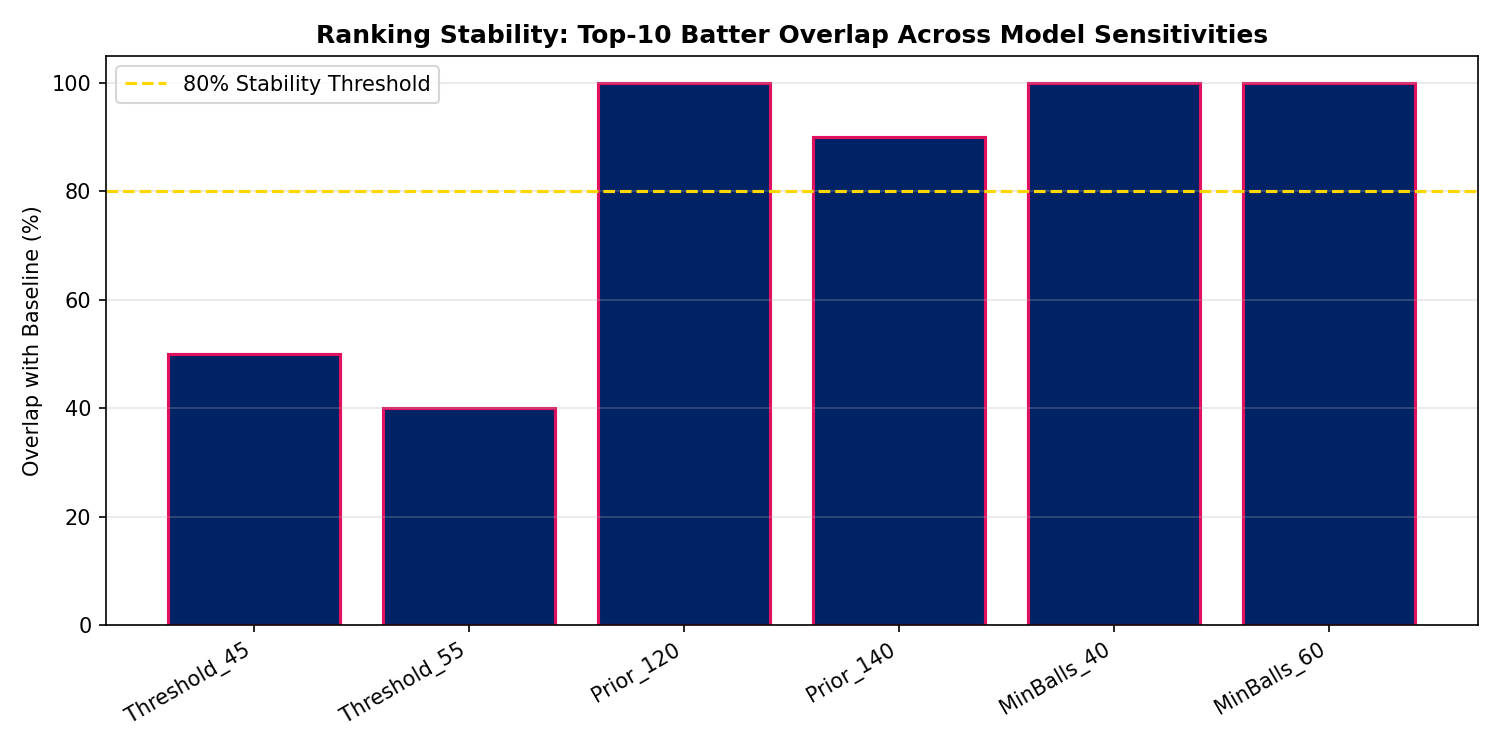 Ranking Stability: Top-10 Batter Overlap Across Model Sensitivities
80% Stability Threshold
Overlap with Baseline (%)
100
80
60
40
20
0
Threshold_45
Threshold_55
Prior_120
Prior_140
MinBalls_40
MinBalls_60